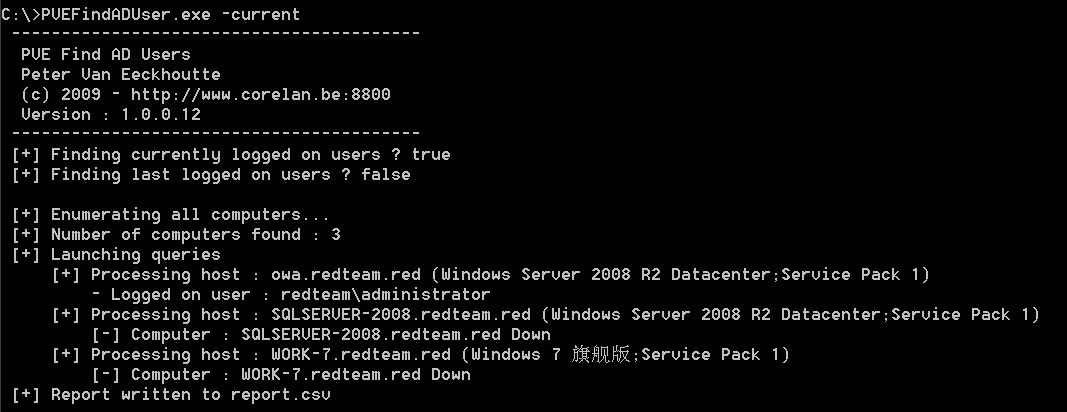 C:\>PVEFindADUser.exe -current
-----------------------------------------
PVE Find AD Users
Peter Van Eeckhoutte
(c) 2009 - http://www.corelan.be:8800
Version : 1.0.0.12
-----------------------------------------
[+] Finding currently logged on users ? true
[+] Finding last logged on users ? false
[+] Enumerating all computers...
[+] Number of computers found : 3
[+] Launching queries
[+] Processing host : owa.redteam.red (Windows Server 2008 R2 Datacenter;Service Pack 1)
- Logged on user : redteam\administrator
[+] Processing host : SQLSERVER-2008.redteam.red (Windows Server 2008 R2 Datacenter;Service Pack 1)
[-] Computer : SQLSERVER-2008.redteam.red Down
[+] Processing host : WORK-7.redteam.red (Windows 7 旗舰版;Service Pack 1)
[-] Computer : WORK-7.redteam.red Down
[+] Report written to report.csv